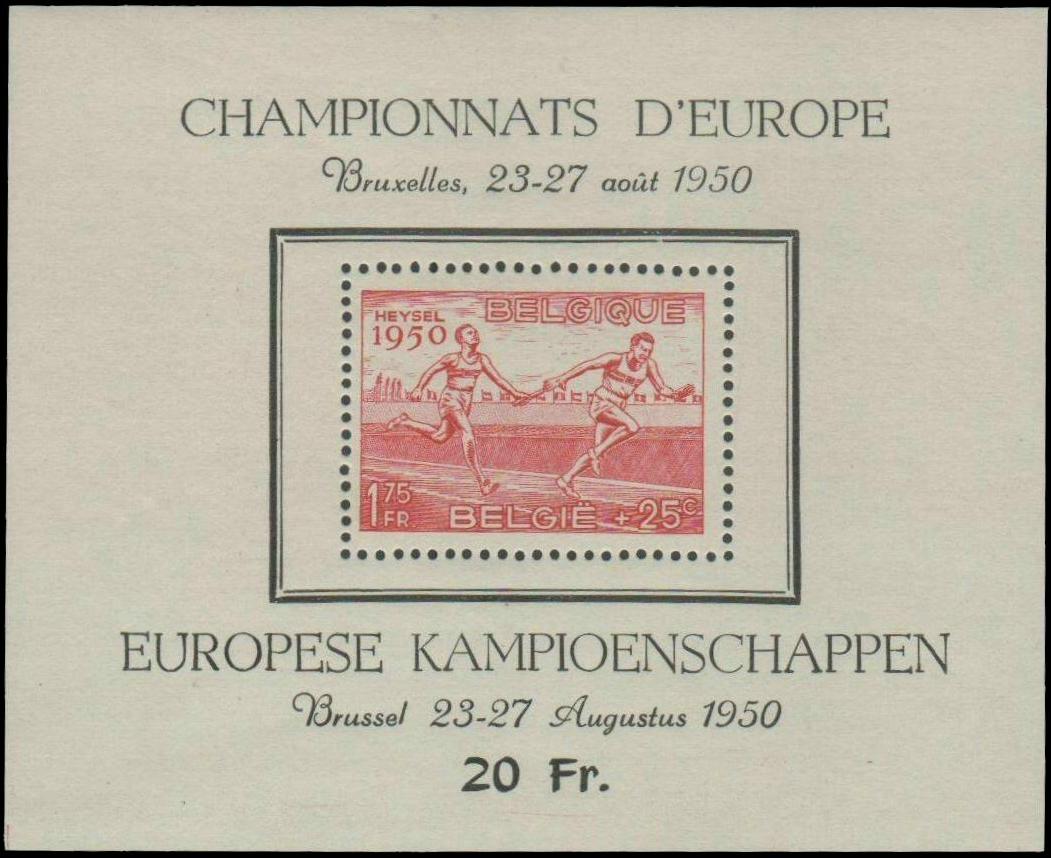 CHAMPIONNATS D'EUROPE
Bruxelles, 23-27 août 1950
HEYSEL BELGIQUE
1950
1 75 FR. BELGIË + 25 C
EUROPESE KAMPIOENSCHAPPEN
Brussel 23-27 Augustus 1950
20 Fr.